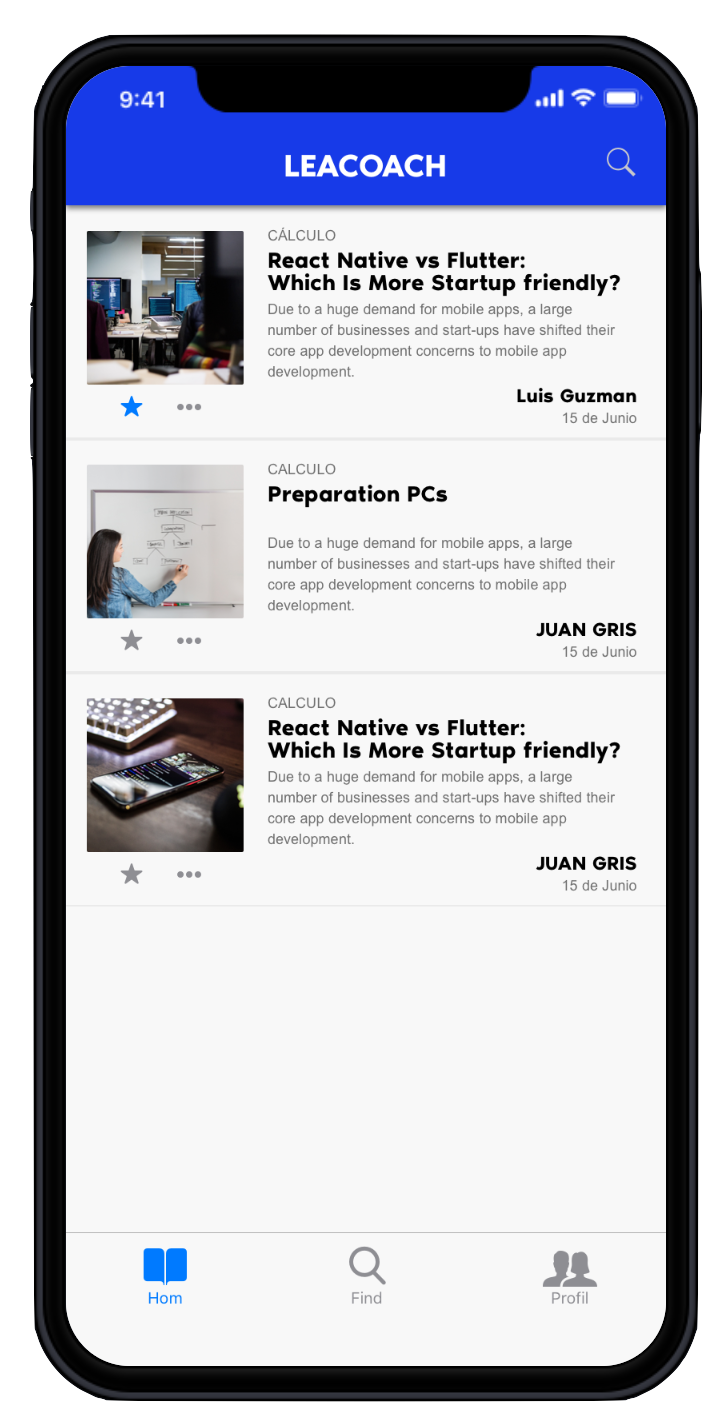 9:41
LEACOACH
CÁLCULO
React Native vs Flutter:
Which Is More Startup friendly?
Due to a huge demand for mobile apps, a large
number of businesses and start-ups have shifted their
core app development concerns to mobile app
development.
Luis Guzman
15 de Junio
CALCULO
Preparation PCs
Due to a huge demand for mobile apps, a large
number of businesses and start-ups have shifted their
core app development concerns to mobile app
development.
JUAN GRIS
15 de Junio
CALCULO
React Native vs Flutter:
Which Is More Startup friendly?
Due to a huge demand for mobile apps, a large
number of businesses and start-ups have shifted their
core app development concerns to mobile app
development.
JUAN GRIS
15 de Junio
Hom
Find
Profil